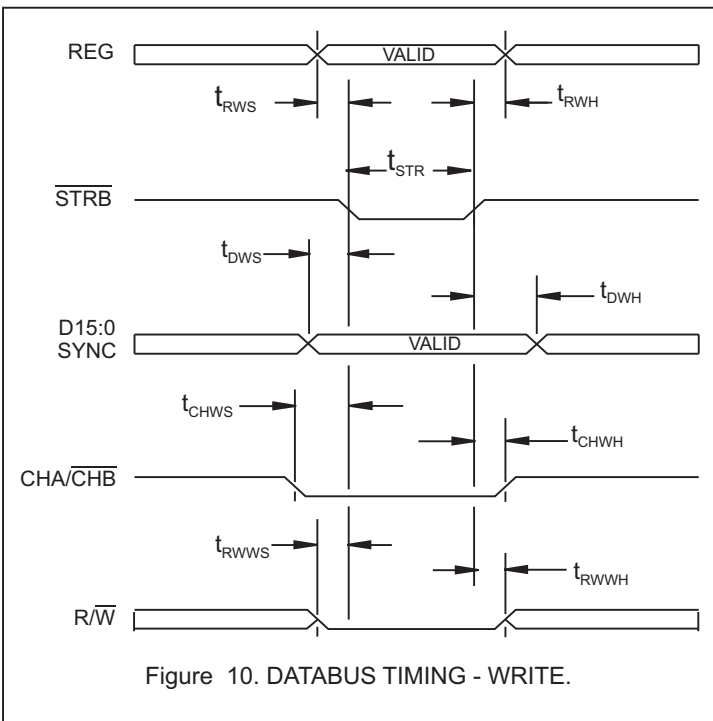 REG
VALID
tRWS
tRWH
tSTR
STRB
tDWS
tDWH
D15:0
SYNC
VALID
tCHWS
tCHWH
CHA/CHB
tRWWS
tRWWH
R/W
Figure 10. DATABUS TIMING - WRITE.